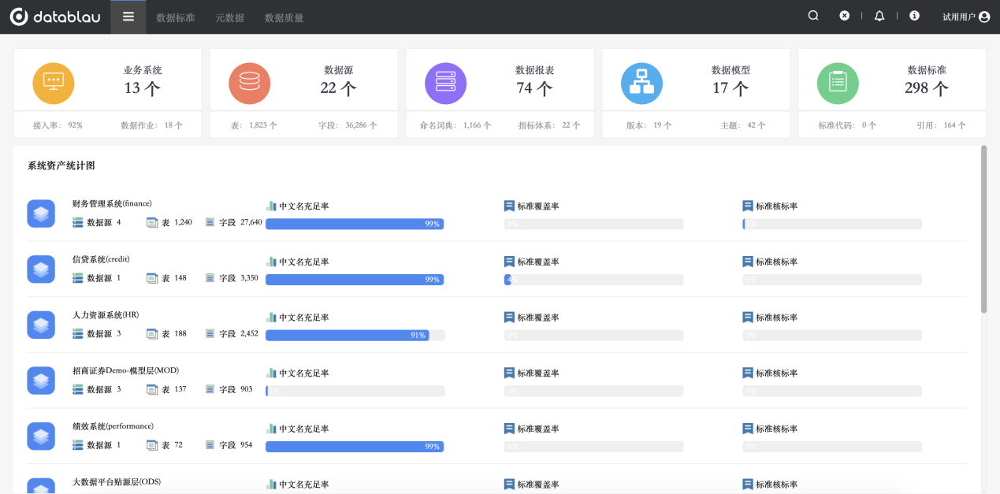 datablau 数据标准 元数据 数据质量 试用用户
业务系统
13 个
接入率： 92% 数据作业： 18 个
数据源
22 个
表： 1,823 个 字段： 36,286 个
数据报表
74 个
命名词典： 1,166 个 指标体系： 22 个
数据模型
17 个
版本： 19 个 主题： 42 个
数据标准
298 个
标准代码： 0 个 引用： 164 个
系统资产统计图
财务管理系统(finance)
数据源 4 表 1,240 字段 27,640
中文名充足率
99%
标准覆盖率
0%
标准核标率
信贷系统(credit)
数据源 1 表 148 字段 3,350
中文名充足率
99%
标准覆盖率
4%
标准核标率
0%
人力资源系统(HR)
数据源 3 表 188 字段 2,452
中文名充足率
91%
标准覆盖率
0%
标准核标率
0%
招商证券Demo-模型层(MOD)
数据源 3 表 137 字段 903
中文名充足率
标准覆盖率
0%
标准核标率
0%
绩效系统(performance)
数据源 1 表 72 字段 954
中文名充足率
99%
标准覆盖率
0%
标准核标率
0%
大数据平台贴源层(ODS)
中文名充足率
标准覆盖率
标准核标率